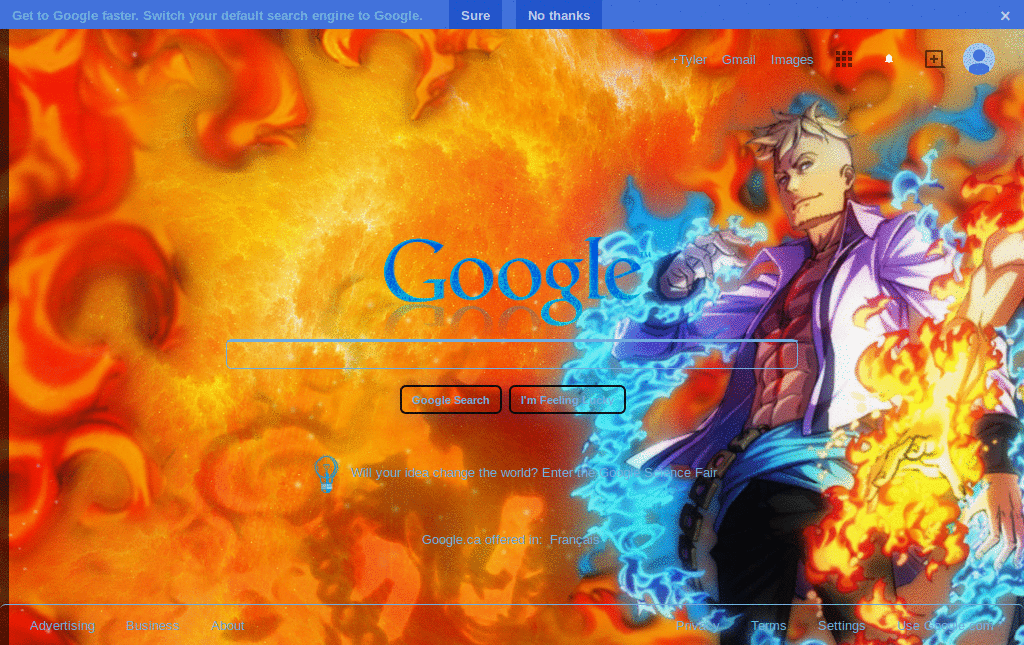 Get to Google faster. Switch your default search engine to Google. Sure No thanks ×
+Tyler Gmail Images
Google
Google Search I'm Feeling Lucky
Will your idea change the world? Enter the Google Science Fair
Google.ca offered in: Français
Advertising Business About Privacy Terms Settings Use Google.com